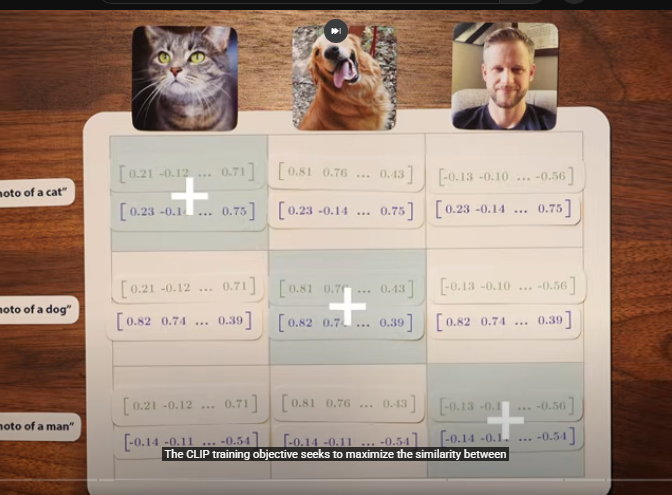 [ 0.21 -0.12 ... 0.71 ] [ 0.81 0.76 ... 0.43 ] [ -0.13 -0.10 ... -0.56 ]
hoto of a cat"
[ 0.23 -0.14 ... 0.75 ] [ 0.23 -0.14 ... 0.75 ] [ 0.23 -0.14 ... 0.75 ]
[ 0.21 -0.12 ... 0.71 ] [ 0.81 0.76 ... 0.43 ] [ -0.13 -0.10 ... -0.56 ]
hoto of a dog"
[ 0.82 0.74 ... 0.39 ] [ 0.82 0.74 ... 0.39 ] [ 0.82 0.74 ... 0.39 ]
[ 0.21 -0.12 ... 0.71 ] [ 0.81 0.76 ... 0.43 ] [ -0.13 -0.1 ... -0.56 ]
hoto of a man"
[ -0.14 -0.11 ... -0.54 ] [ -0.14 -0.11 ... -0.54 ] [ -0.14 -0.1 ... -0.54 ]
The CLIP training objective seeks to maximize the similarity between